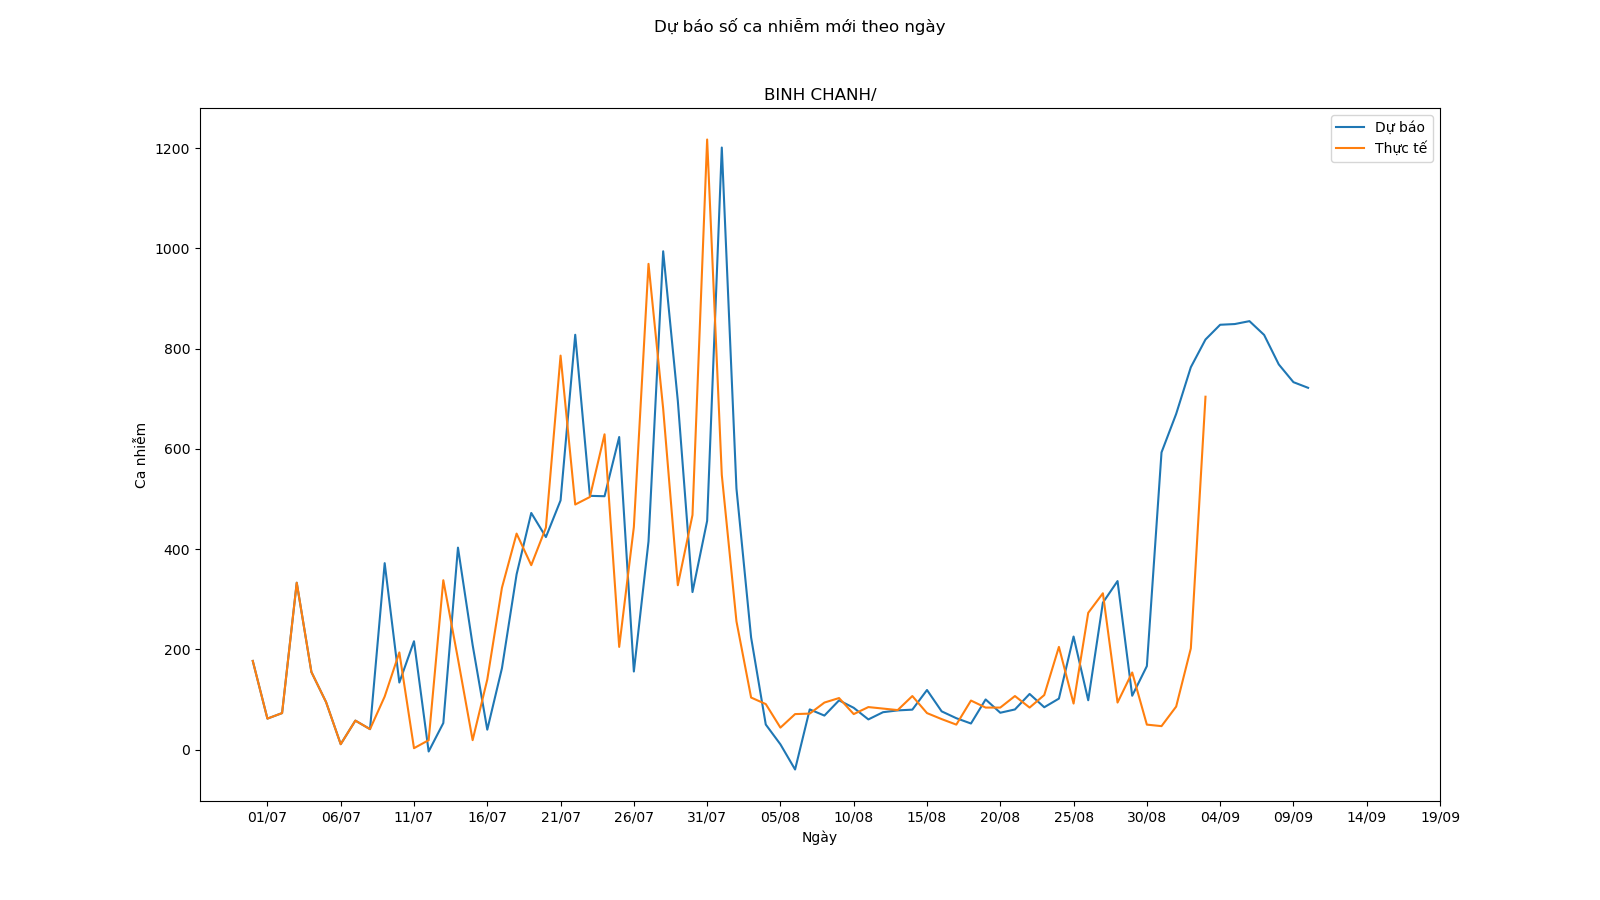 Dự báo số ca nhiễm mới theo ngày
BINH CHANH/
Dự báo
Thực tế
1200
1000
800
600
400
200
0
Ca nhiễm
01/07 06/07 11/07 16/07 21/07 26/07 31/07 05/08 10/08 15/08 20/08 25/08 30/08 04/09 09/09 14/09 19/09
Ngày